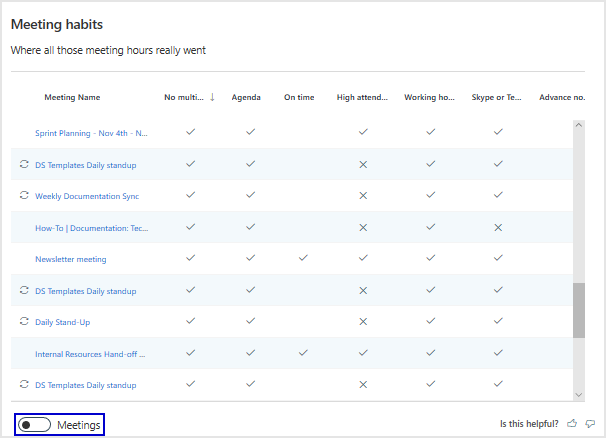 Meeting habits
Where all those meeting hours really went
Meeting Name No multi... ↓ Agenda On time High attend... Working ho... Skype or Te... Advance no.
Sprint Planning - Nov 4th - N...
DS Templates Daily standup
Weekly Documentation Sync
How-To | Documentation: Tec...
Newsletter meeting
DS Templates Daily standup
Daily Stand-Up
Internal Resources Hand-off ...
DS Templates Daily standup
Meetings Is this helpful?